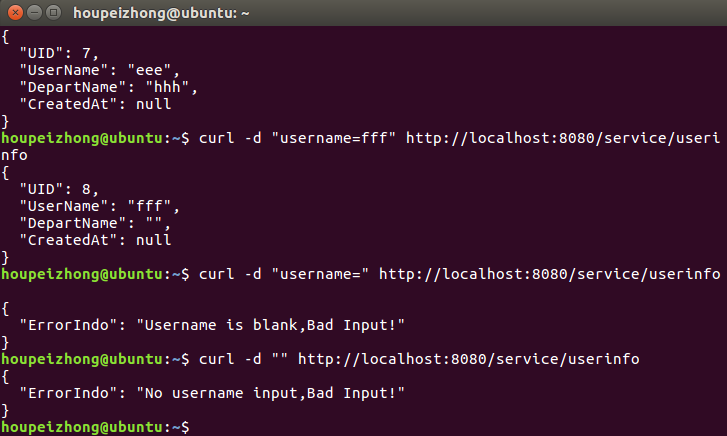 houpeizhong@ubuntu: ~
{
  "UID": 7,
  "UserName": "eee",
  "DepartName": "hhh",
  "CreatedAt": null
}
houpeizhong@ubuntu:~$ curl -d "username=fff" http://localhost:8080/service/useri
nfo
{
  "UID": 8,
  "UserName": "fff",
  "DepartName": "",
  "CreatedAt": null
}
houpeizhong@ubuntu:~$ curl -d "username=" http://localhost:8080/service/userinfo
{
  "ErrorIndo": "Username is blank,Bad Input!"
}
houpeizhong@ubuntu:~$ curl -d "" http://localhost:8080/service/userinfo
{
  "ErrorIndo": "No username input,Bad Input!"
}
houpeizhong@ubuntu:~$